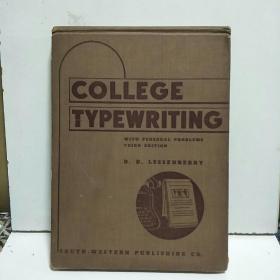 COLLEGE
TYPEWRITING
WITH PERSONAL PROBLEMS
THIRD EDITION
D. D. LESSENBERRY
SOUTH-WESTERN PUBLISHING CO.